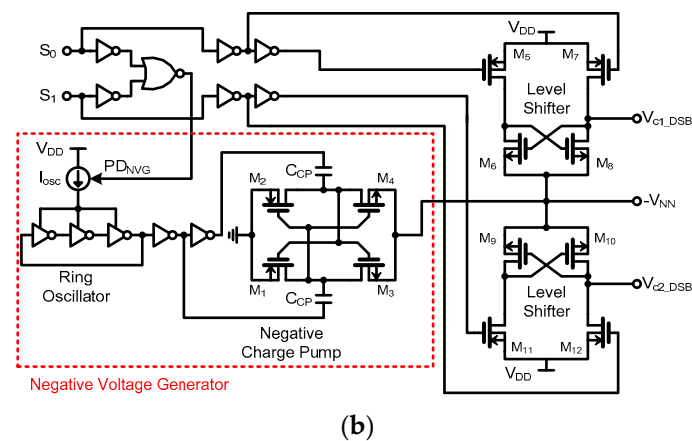 S0
S1
VDD
M5
M7
Level
Shifter
Vc1_DSB
M6
M8
VDD
PDNVG
IOSC
CCP
M2
M4
-VNN
M9
M10
Ring
Oscillator
M1
CCP
M3
Level
Shifter
Vc2_DSB
Negative
Charge Pump
M11
M12
VDD
Negative Voltage Generator
(b)